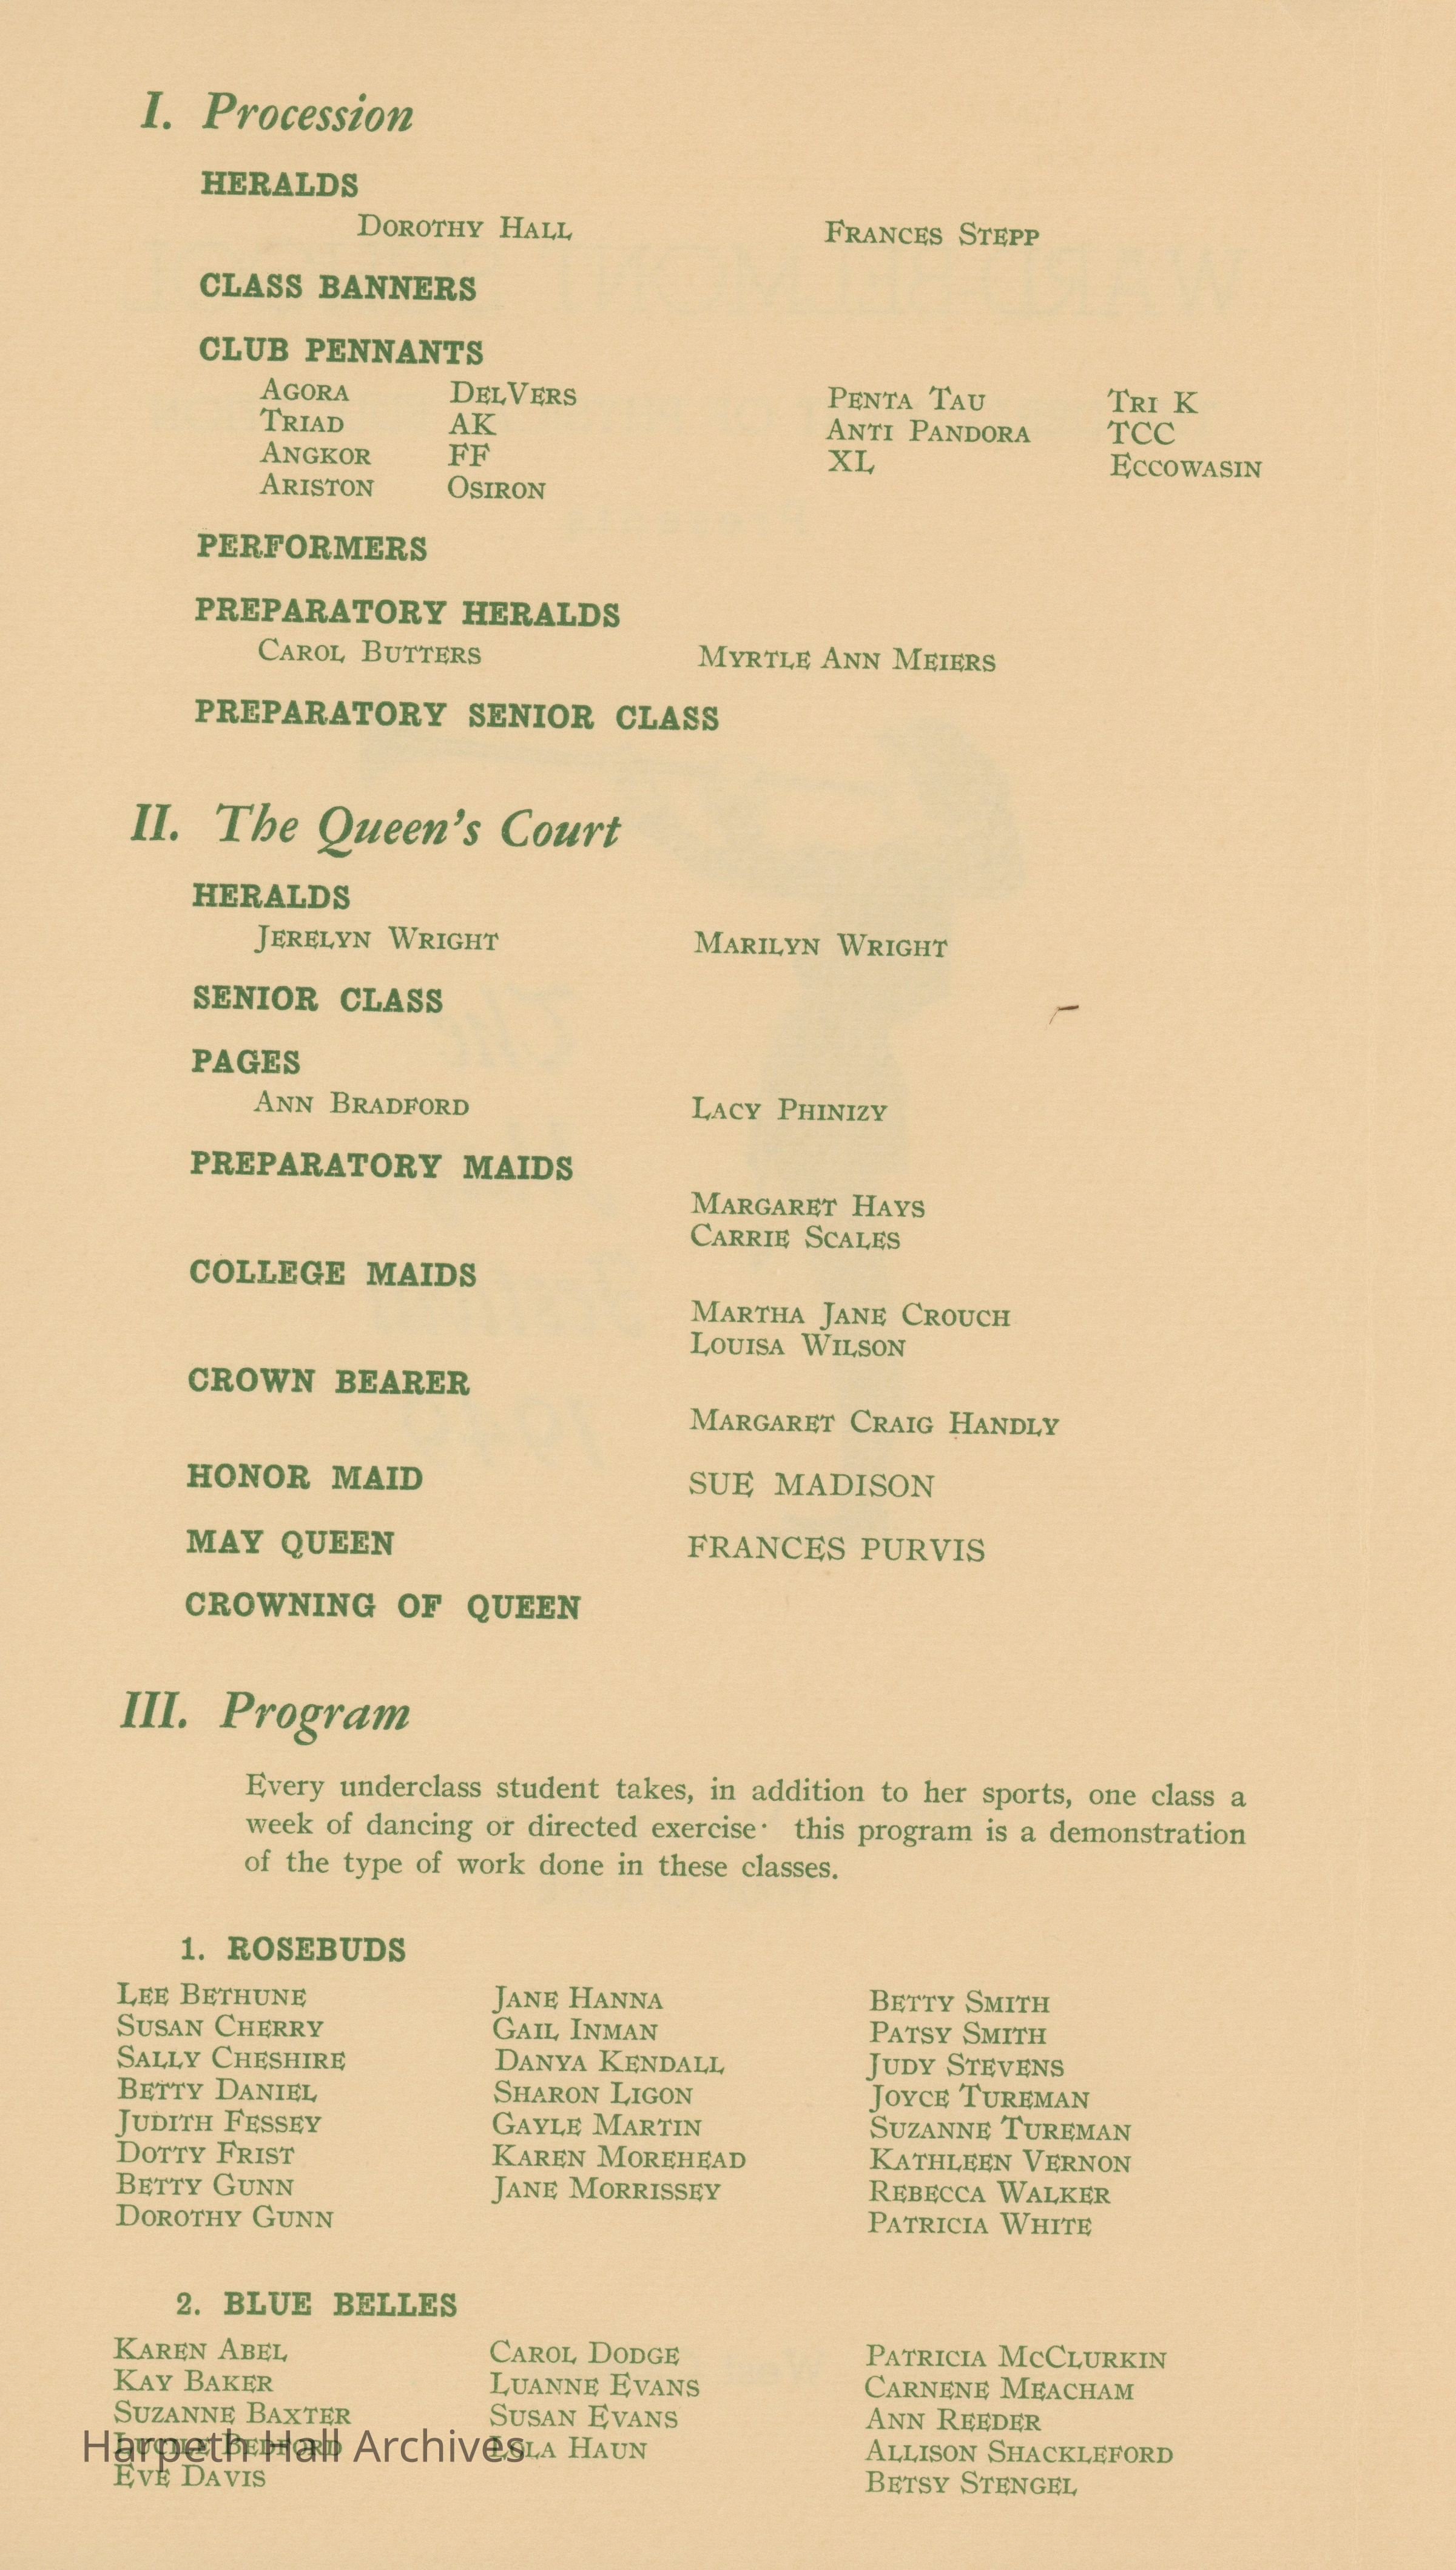 I. Procession
HERALDS
DOROTHY HALL FRANCES STEPP
CLASS BANNERS
CLUB PENNANTS
AGORA DELVERS PENTA TAU TRI K
TRIAD AK ANTI PANDORA TCC
ANGKOR FF XL ECCOWASIN
ARISTON OSIRON
PERFORMERS
PREPARATORY HERALDS
CAROL BUTTERS MYRTLE ANN MEIERS
PREPARATORY SENIOR CLASS
II. The Queen's Court
HERALDS
JERELYN WRIGHT MARILYN WRIGHT
SENIOR CLASS
PAGES
ANN BRADFORD LACY PHINIZY
PREPARATORY MAIDS
MARGARET HAYS
CARRIE SCALES
COLLEGE MAIDS
MARTHA JANE CROUCH
LOUISA WILSON
CROWN BEARER
MARGARET CRAIG HANDLY
HONOR MAID SUE MADISON
MAY QUEEN FRANCES PURVIS
CROWNING OF QUEEN
III. Program
Every underclass student takes, in addition to her sports, one class a
week of dancing or directed exercise· this program is a demonstration
of the type of work done in these classes.
1. ROSEBUDS
LEE BETHUNE JANE HANNA BETTY SMITH
SUSAN CHERRY GAIL INMAN PATSY SMITH
SALLY CHESHIRE DANYA KENDALL JUDY STEVENS
BETTY DANIEL SHARON LIGON JOYCE TUREMAN
JUDITH FESSEY GAYLE MARTIN SUZANNE TUREMAN
DOTTY FRIST KAREN MOREHEAD KATHLEEN VERNON
BETTY GUNN JANE MORRISSEY REBECCA WALKER
DOROTHY GUNN PATRICIA WHITE
2. BLUE BELLES
KAREN ABEL CAROL DODGE PATRICIA MCCLURKIN
KAY BAKER LUANNE EVANS CARNENE MEACHAM
SUZANNE BAXTER SUSAN EVANS ANN REEDER
BEDFORD HAUN ALLISON SHACKLEFORD
EVE DAVIS BETSY STENGEL
Harpeth Hall Archives